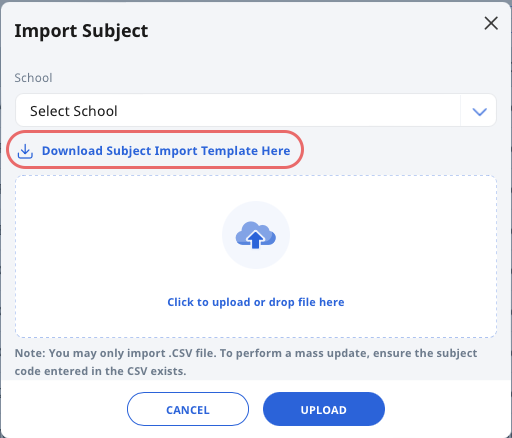 Import Subject
School
Select School
Download Subject Import Template Here
Click to upload or drop file here
Note: You may only import .CSV file. To perform a mass update, ensure the subject
code entered in the CSV exists.
CANCEL
UPLOAD